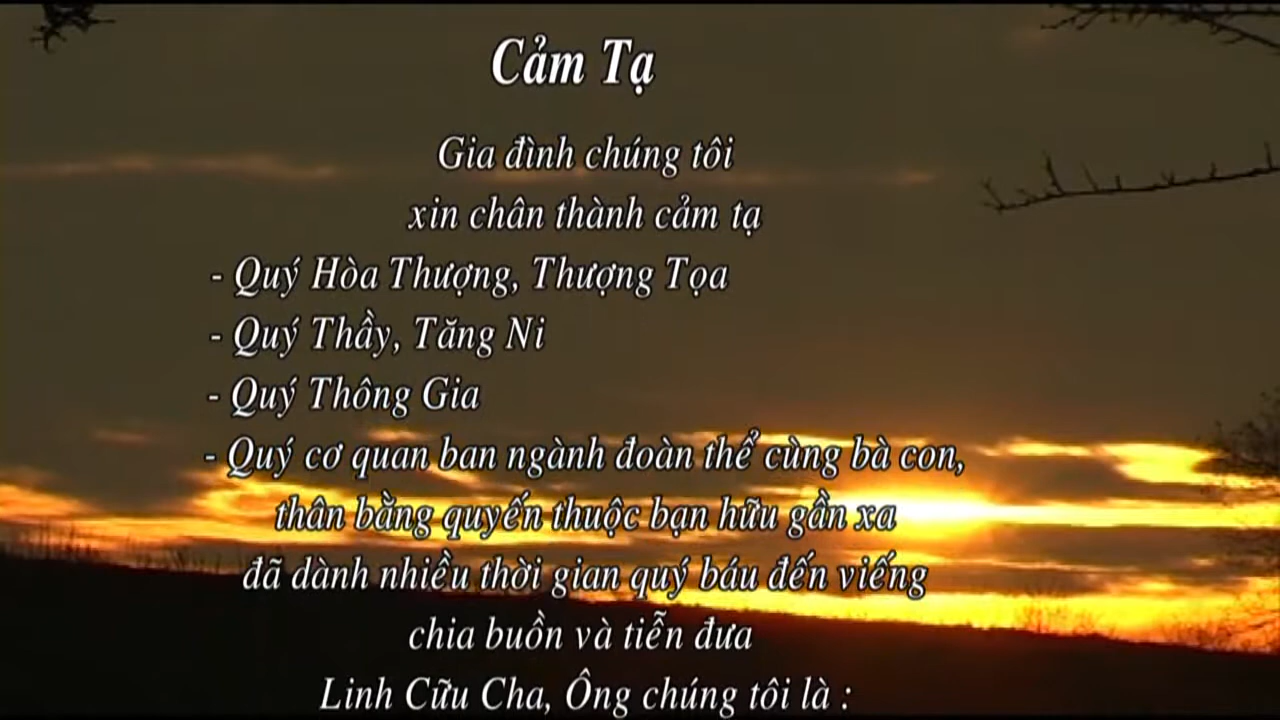 Cảm Tạ
Gia đình chúng tôi
xin chân thành cảm tạ
- Quý Hòa Thượng, Thượng Tọa
- Quý Thầy, Tăng Ni
- Quý Thông Gia
- Quý cơ quan ban ngành đoàn thể cùng bà con,
thân bằng quyến thuộc bạn hữu gần xa
đã dành nhiều thời gian quý báu đến viếng
chia buồn và tiễn đưa
Linh Cữu Cha, Ông chúng tôi là :